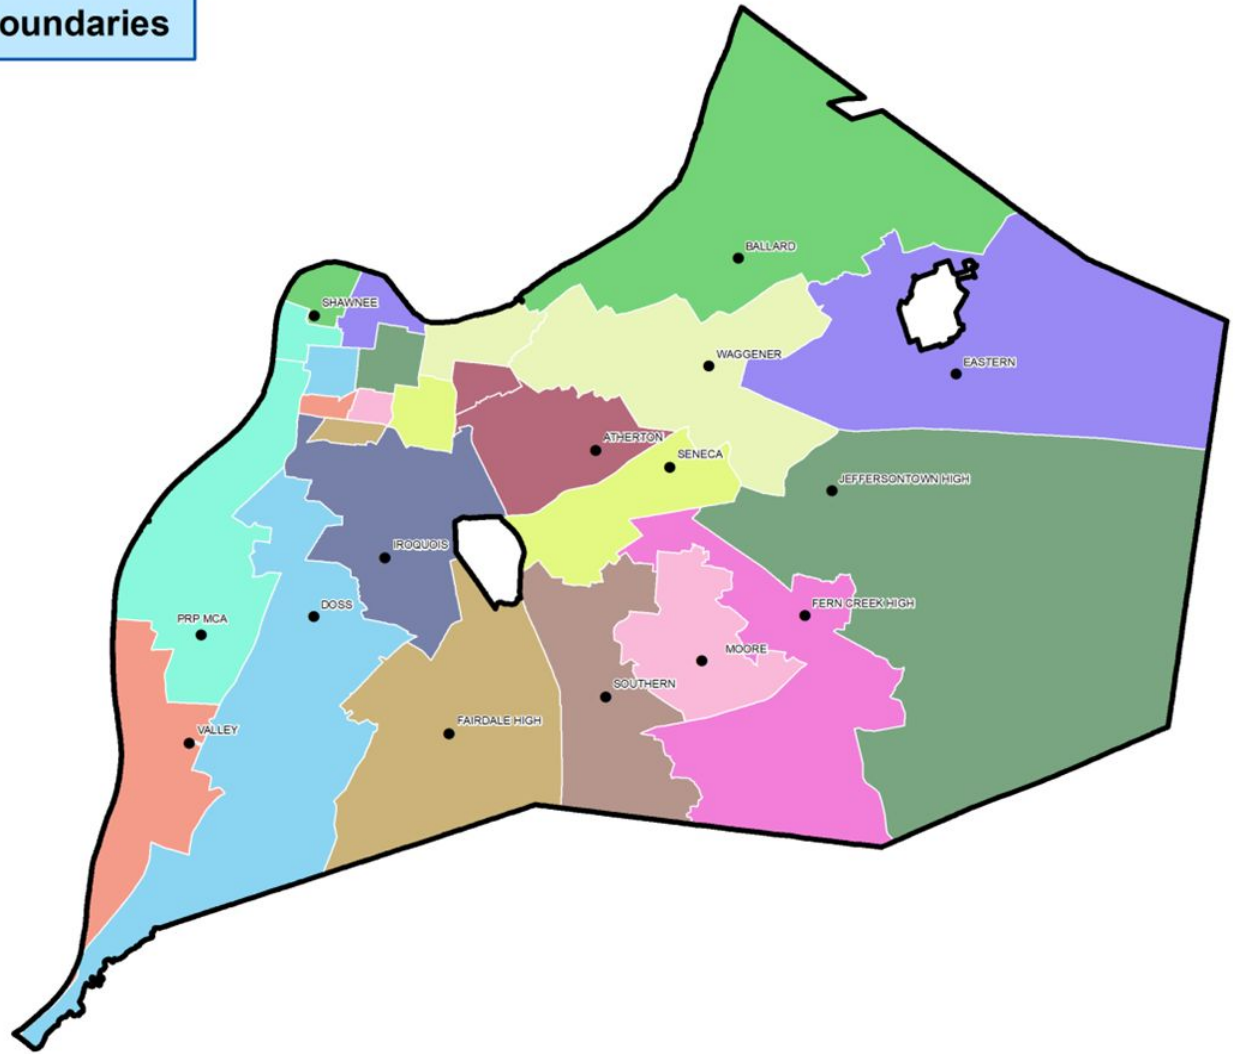 oundaries
BALLARD
SHAWNEE
WAGGENER
EASTERN
ATHERTON
SENECA
JEFFERSONTOWN HIGH
IROQUOIS
DOSS
FERN CREEK HIGH
PRP MCA
MOORE
SOUTHERN
FAIRDALE HIGH
VALLEY